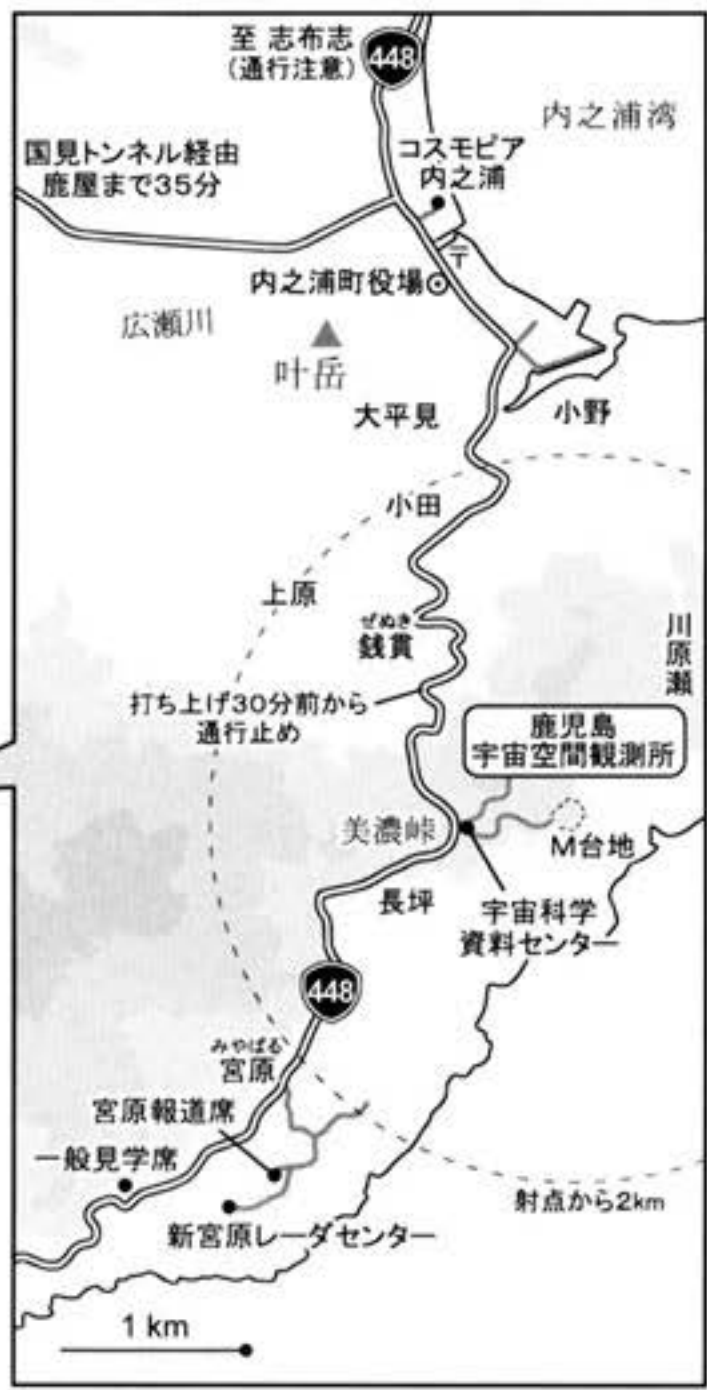 至 志布志
(通行注意)
448
内之浦湾
国見トンネル経由
鹿屋まで35分
コスモピア
内之浦
〒
内之浦町役場
広瀬川
叶岳
大平見
小野
小田
上原
ぜぬき
銭貫
川原瀬
打ち上げ30分前から
通行止め
鹿児島
宇宙空間観測所
美濃峠
M台地
長坪
宇宙科学
資料センター
448
みやばる
宮原
宮原報道席
一般見学席
射点から2km
新宮原レーダセンター
1 km